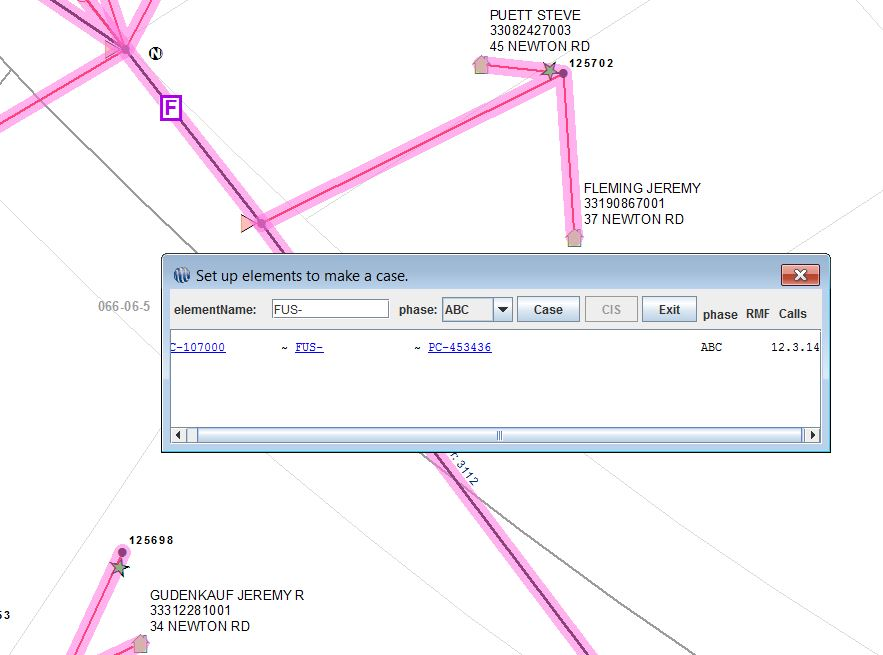 PUETT STEVE
33082427003
45 NEWTON RD
125702
N
F
FLEMING JEREMY
33190867001
37 NEWTON RD
Set up elements to make a case.
066-06-5
elementName: FUS- phase: ABC Case CIS Exit phase RMF Calls
C-107000 ~ FUS- ~ PC-453436 ABC 12.3.14
r: 3112
125698
GUDENKAUF JEREMY R
33312281001
34 NEWTON RD
53